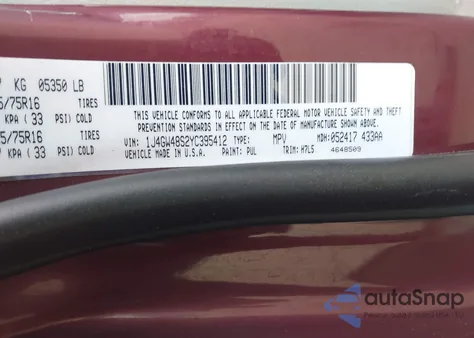 KG 05350 LB
5/75R16 TIRES
KPA ( 33 PSI) COLD
5/75R16 TIRES
KPA ( 33 PSI) COLD
THIS VEHICLE CONFORMS TO ALL APPLICABLE FEDERAL MOTOR VEHICLE SAFETY AND THEFT
PREVENTION STANDARDS IN EFFECT ON THE DATE OF MANUFACTURE SHOWN ABOVE.
VIN: 1J4GW48S2YC395412 TYPE: MPV MDH: 052417 433AA
VEHICLE MADE IN U.S.A. PAINT: PUL TRIM: H7L5 4648509
autoSnap